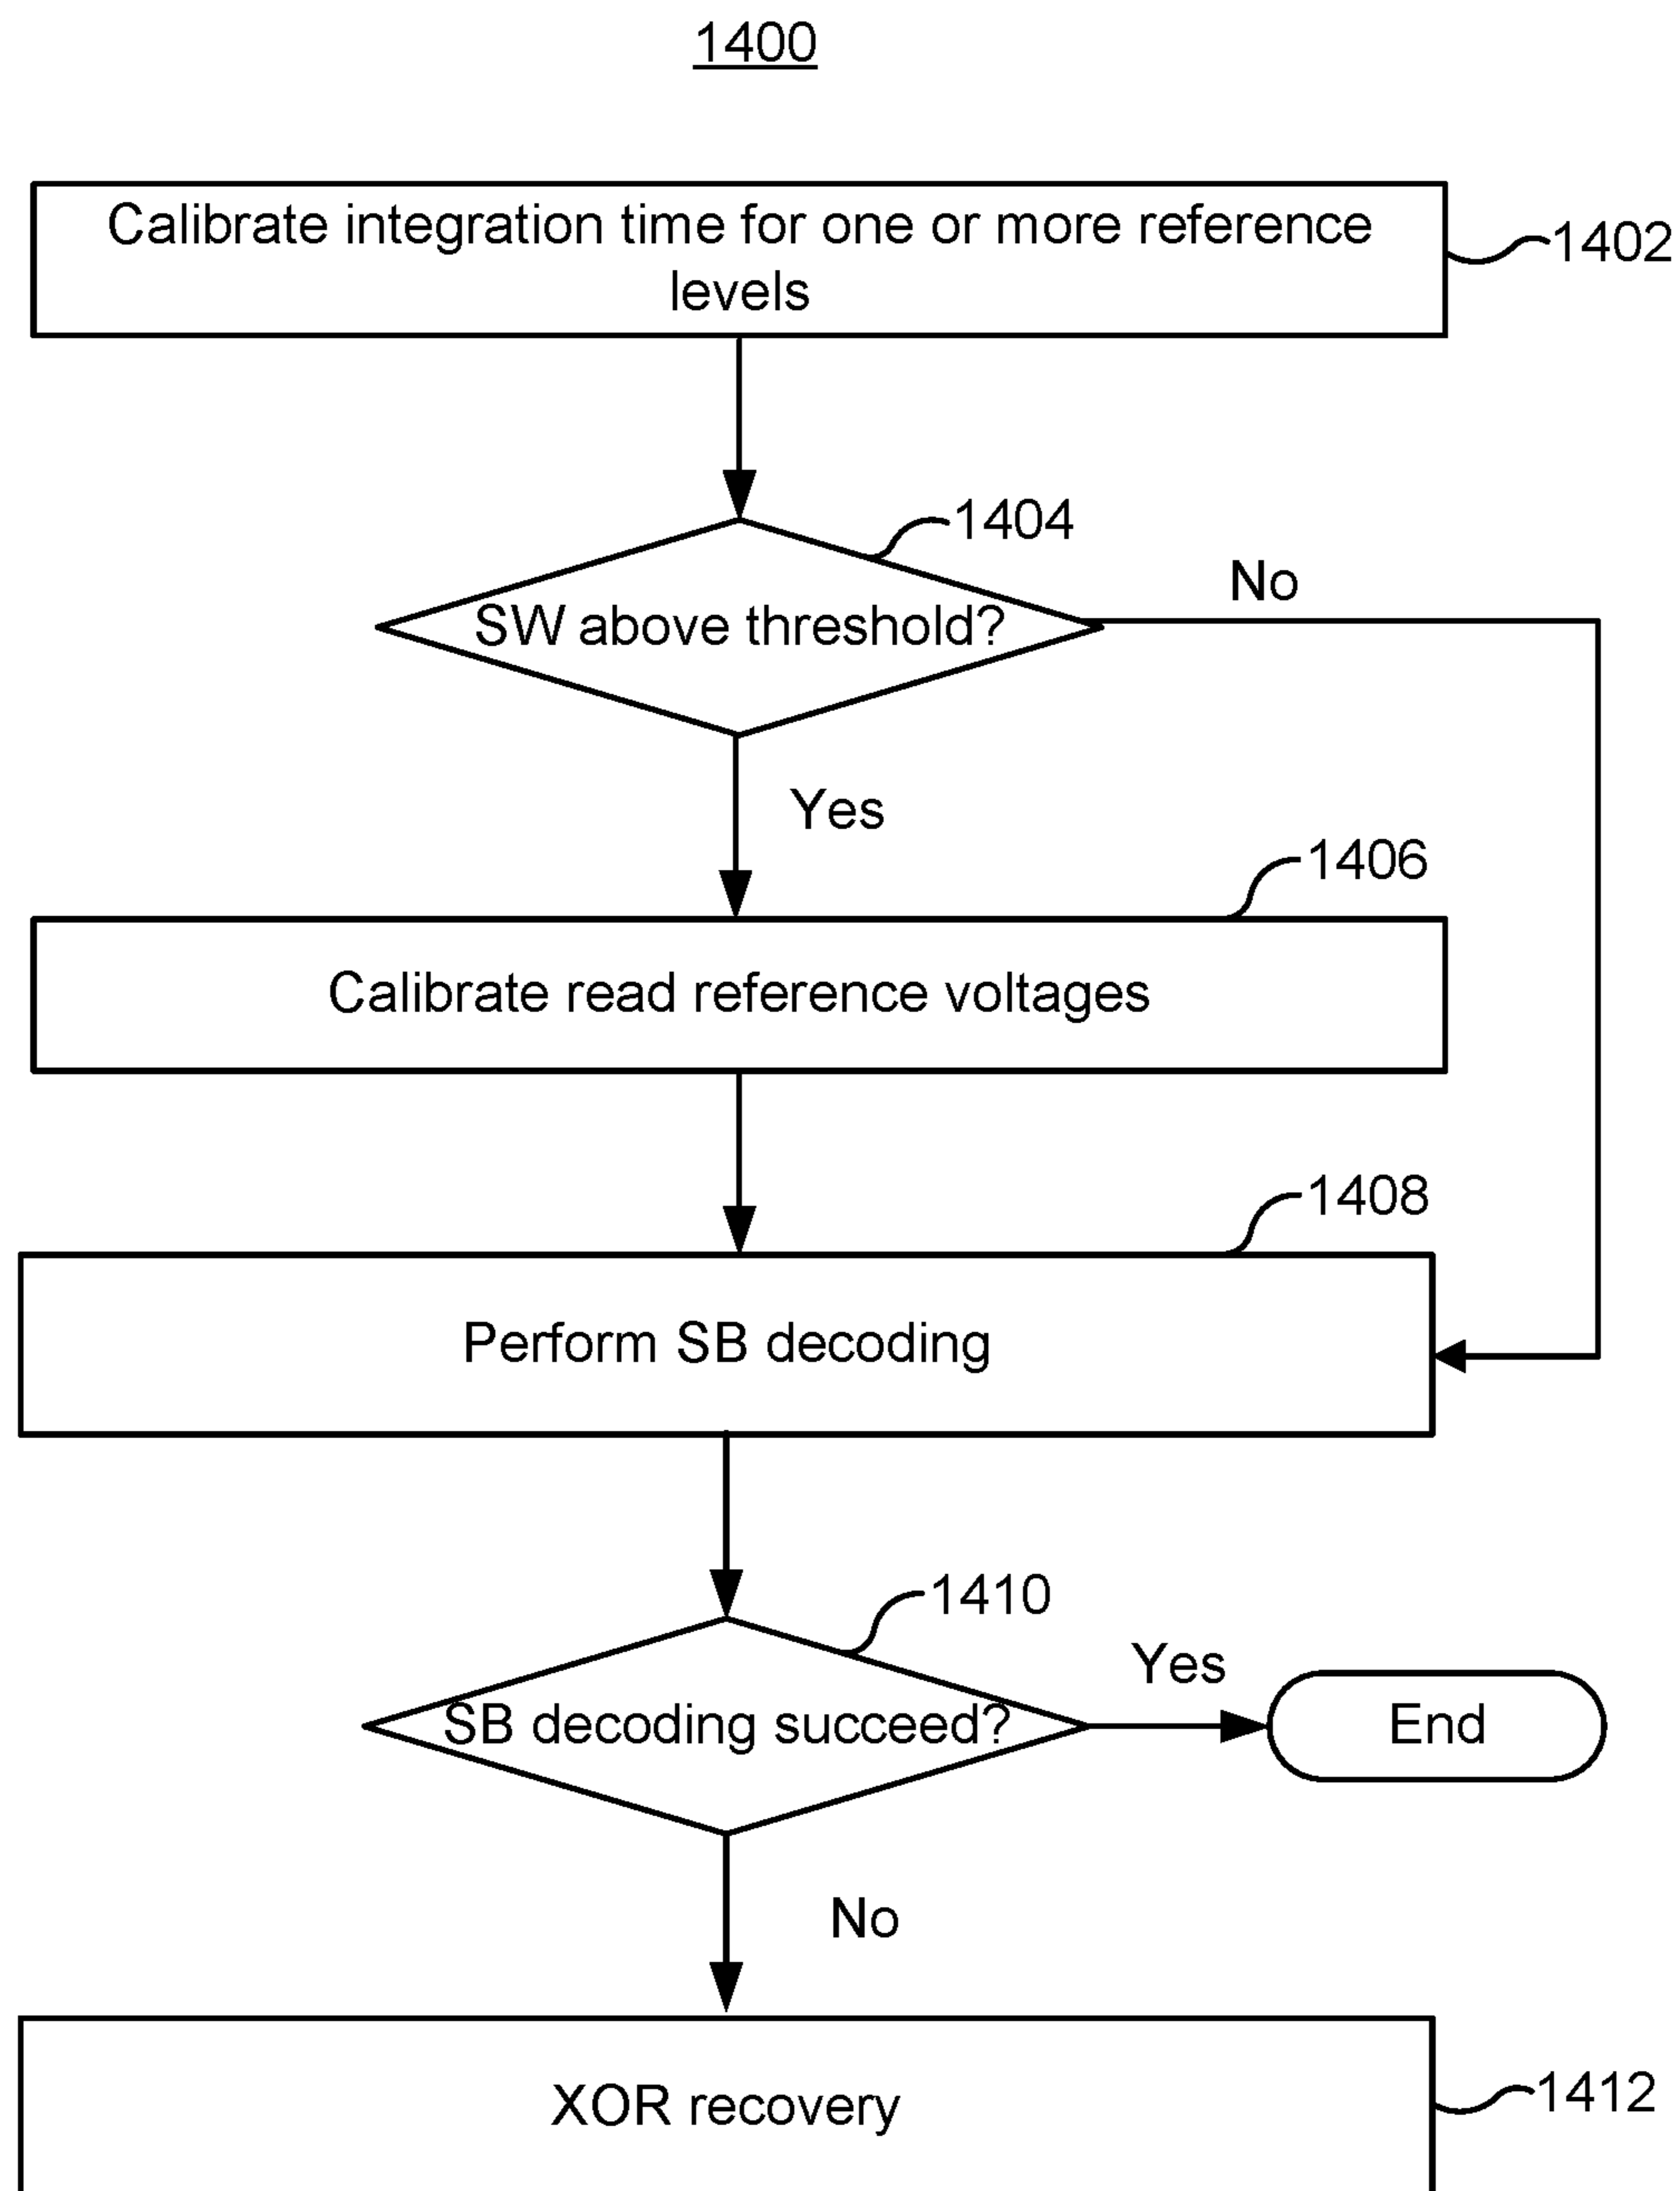 1400
Calibrate integration time for one or more reference
levels
1402
1404
No
SW above threshold?
Yes
1406
Calibrate read reference voltages
1408
Perform SB decoding
1410
Yes
SB decoding succeed?
End
No
XOR recovery
1412